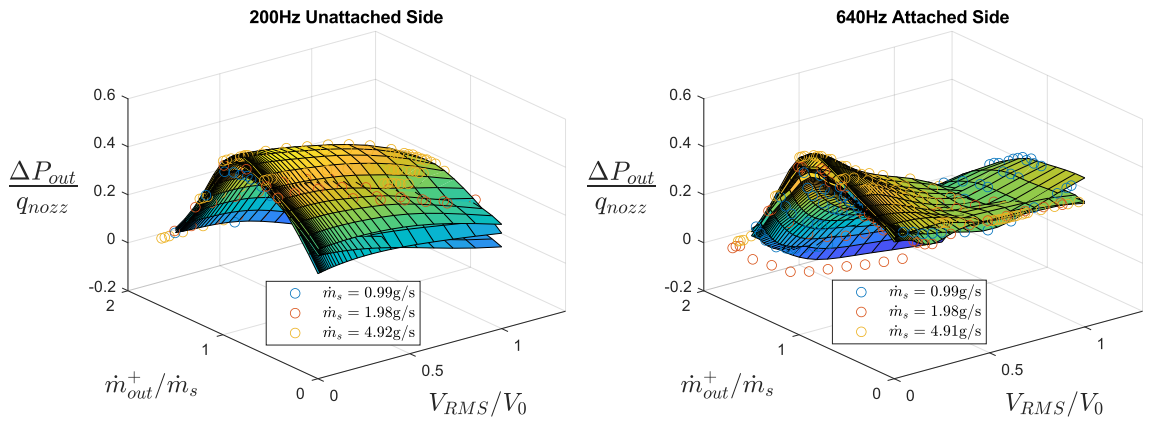 200Hz Unattached Side
0.6
0.4
0.2
0
-0.2
ΔP_out
q_nozz
2
1
0
ṁ⁺_out/ṁ_s
0
0.5
1
V_RMS/V_0
ṁ_s = 0.99g/s
ṁ_s = 1.98g/s
ṁ_s = 4.92g/s
640Hz Attached Side
0.6
0.4
0.2
0
-0.2
ΔP_out
q_nozz
2
1
0
ṁ⁺_out/ṁ_s
0
0.5
1
V_RMS/V_0
ṁ_s = 0.99g/s
ṁ_s = 1.98g/s
ṁ_s = 4.91g/s